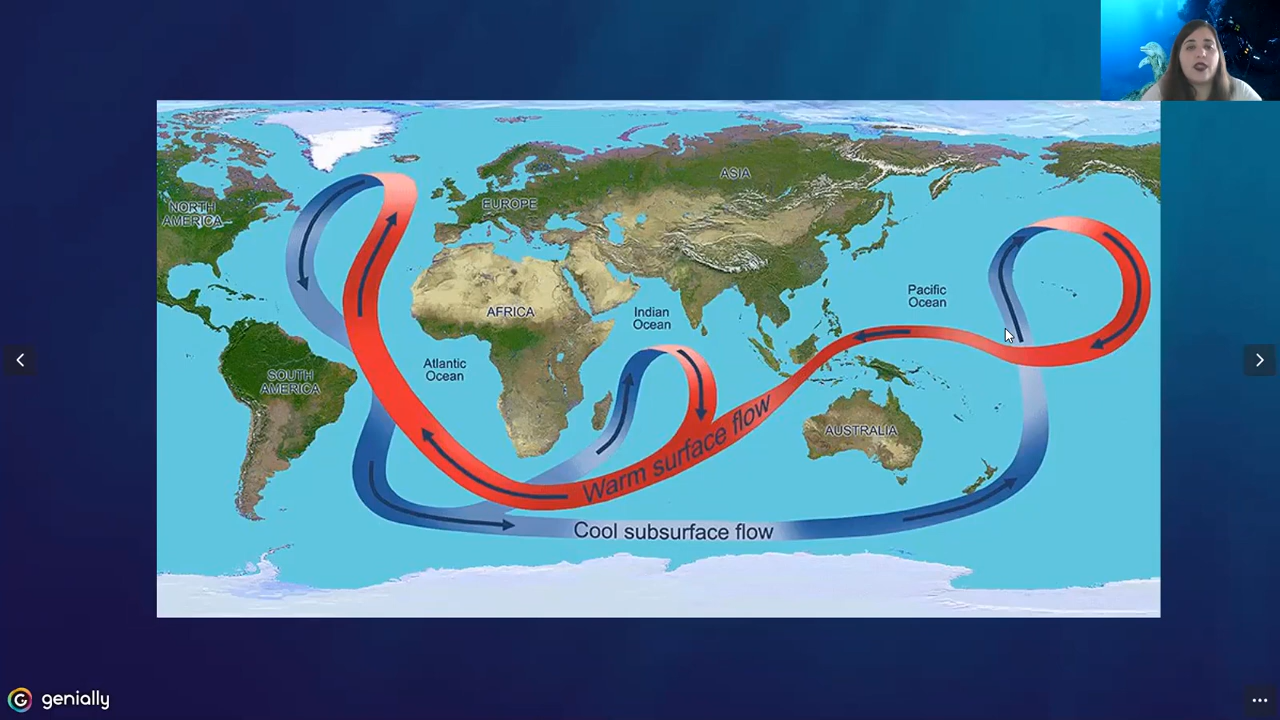 ASIA
NORTH
AMERICA
EUROPE
Pacific
Ocean
AFRICA
Indian
Ocean
Atlantic
Ocean
SOUTH
AMERICA
AUSTRALIA
Warm surface flow
Cool subsurface flow
genially